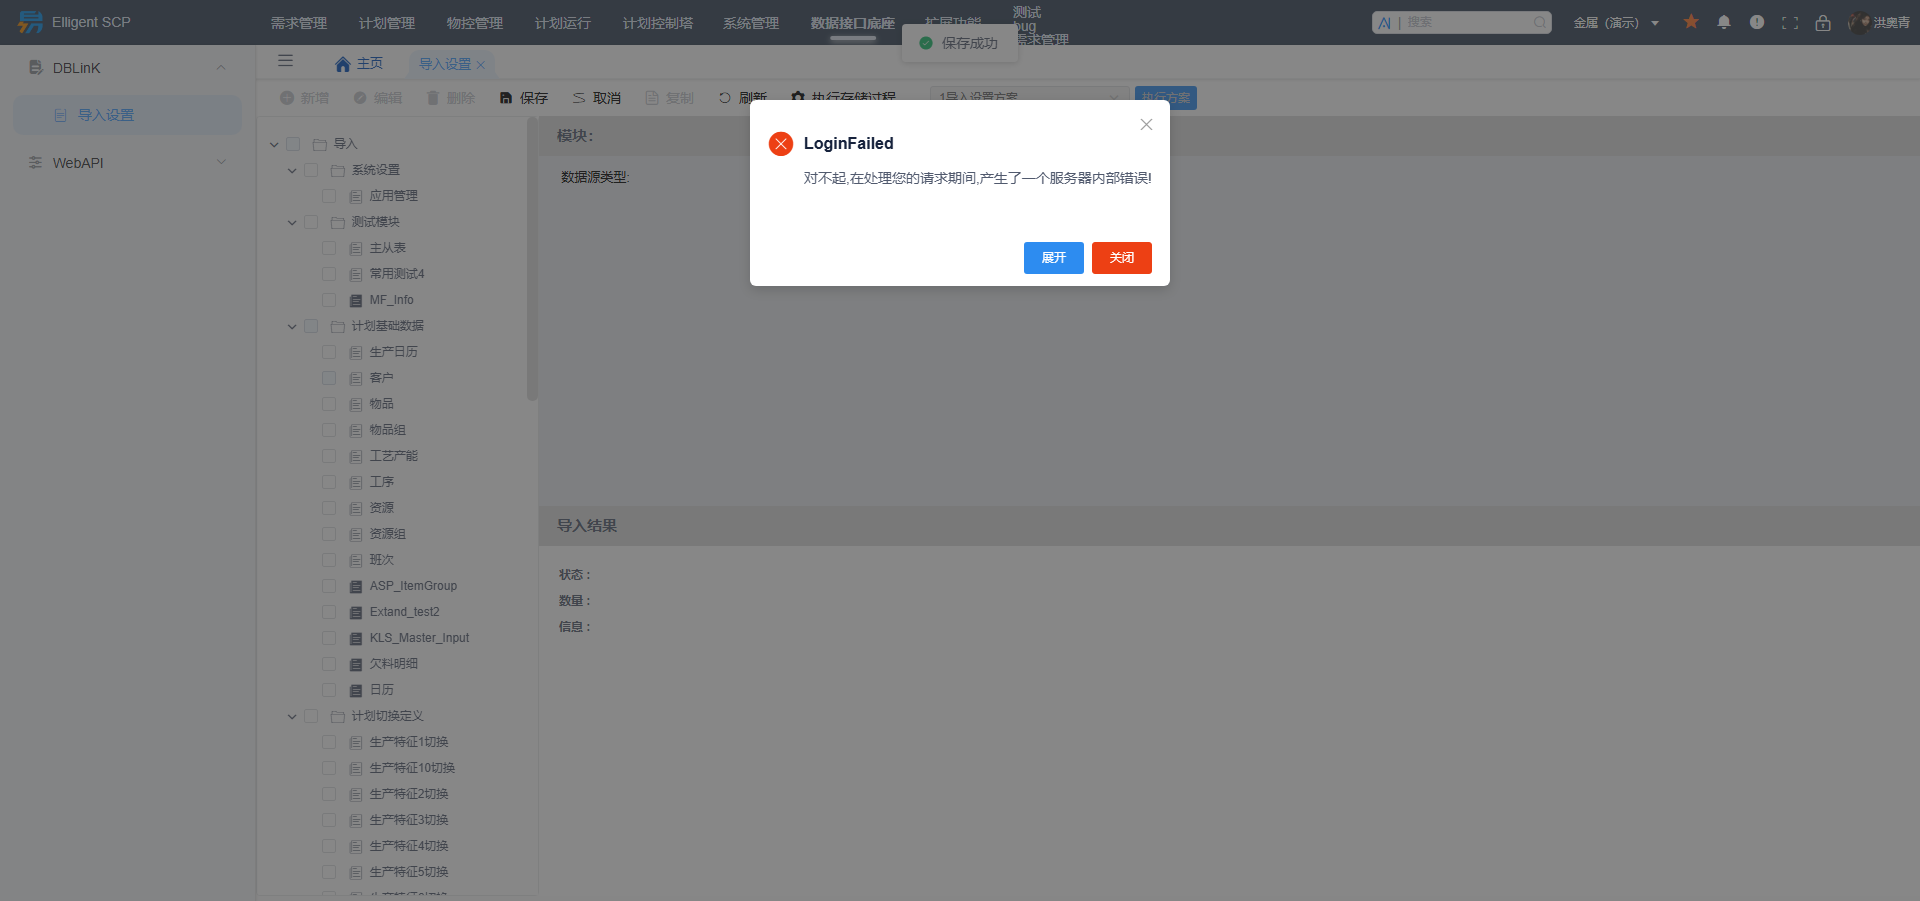 Elligent SCP
需求管理
计划管理
物控管理
计划运行
计划控制塔
系统管理
数据接口底座
扩展功能
测试
bug
需求管理
AI | 搜索
金属（演示）
洪奥青
保存成功
DBLinK
导入设置
WebAPI
主页
导入设置
新增
编辑
删除
保存
取消
复制
刷新
执行存储过程
1导入设置方案
执行方案
导入
系统设置
应用管理
测试模块
主从表
常用测试4
MF_Info
计划基础数据
生产日历
客户
物品
物品组
工艺产能
工序
资源
资源组
班次
ASP_ItemGroup
Extand_test2
KLS_Master_Input
欠料明细
日历
计划切换定义
生产特征1切换
生产特征10切换
生产特征2切换
生产特征3切换
生产特征4切换
生产特征5切换
模块:
数据源类型:
LoginFailed
对不起,在处理您的请求期间,产生了一个服务器内部错误!
展开
关闭
导入结果
状态 :
数量 :
信息 :